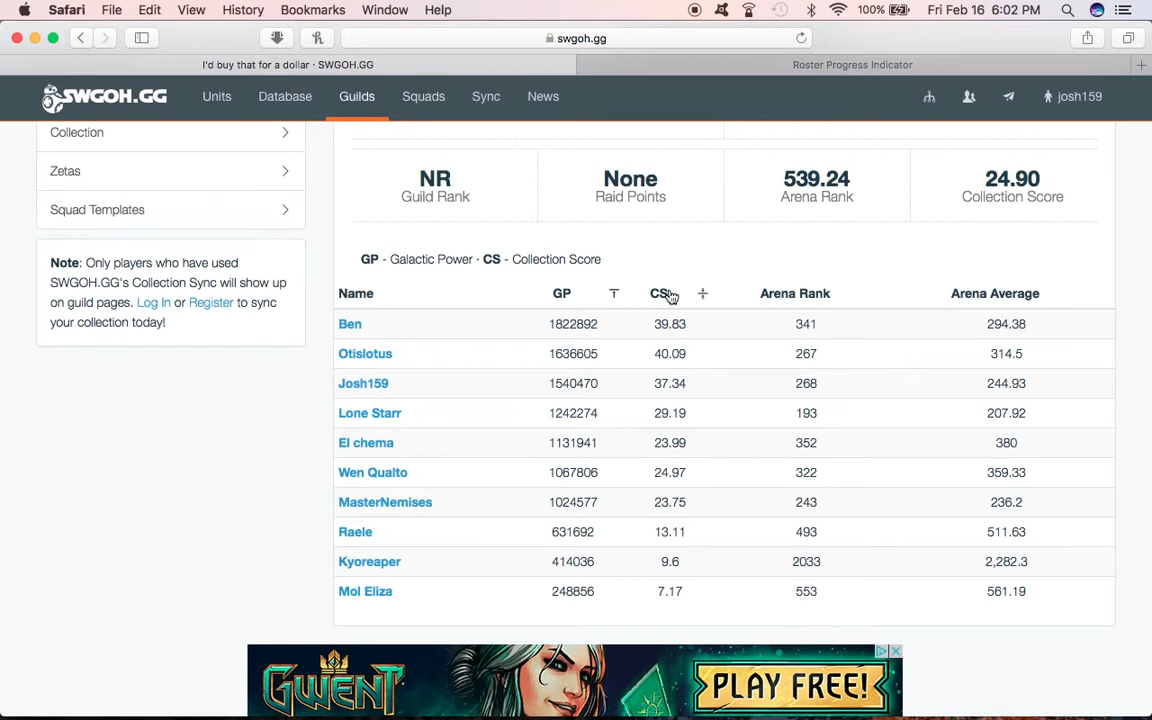 Safari File Edit View History Bookmarks Window Help 100% Fri Feb 16 6:02 PM
swgoh.gg
I'd buy that for a dollar · SWGOH.GG Roster Progress Indicator
SWGOH.GG Units Database Guilds Squads Sync News josh159
Collection
Zetas
Squad Templates
Note: Only players who have used
SWGOH.GG's Collection Sync will show up
on guild pages. Log In or Register to sync
your collection today!
NR None 539.24 24.90
Guild Rank Raid Points Arena Rank Collection Score
GP - Galactic Power · CS - Collection Score
Name GP CS Arena Rank Arena Average
Ben 1822892 39.83 341 294.38
Otislotus 1636605 40.09 267 314.5
Josh159 1540470 37.34 268 244.93
Lone Starr 1242274 29.19 193 207.92
El chema 1131941 23.99 352 380
Wen Qualto 1067806 24.97 322 359.33
MasterNemises 1024577 23.75 243 236.2
Raele 631692 13.11 493 511.63
Kyoreaper 414036 9.6 2033 2,282.3
Mol Eliza 248856 7.17 553 561.19
GWENT PLAY FREE!